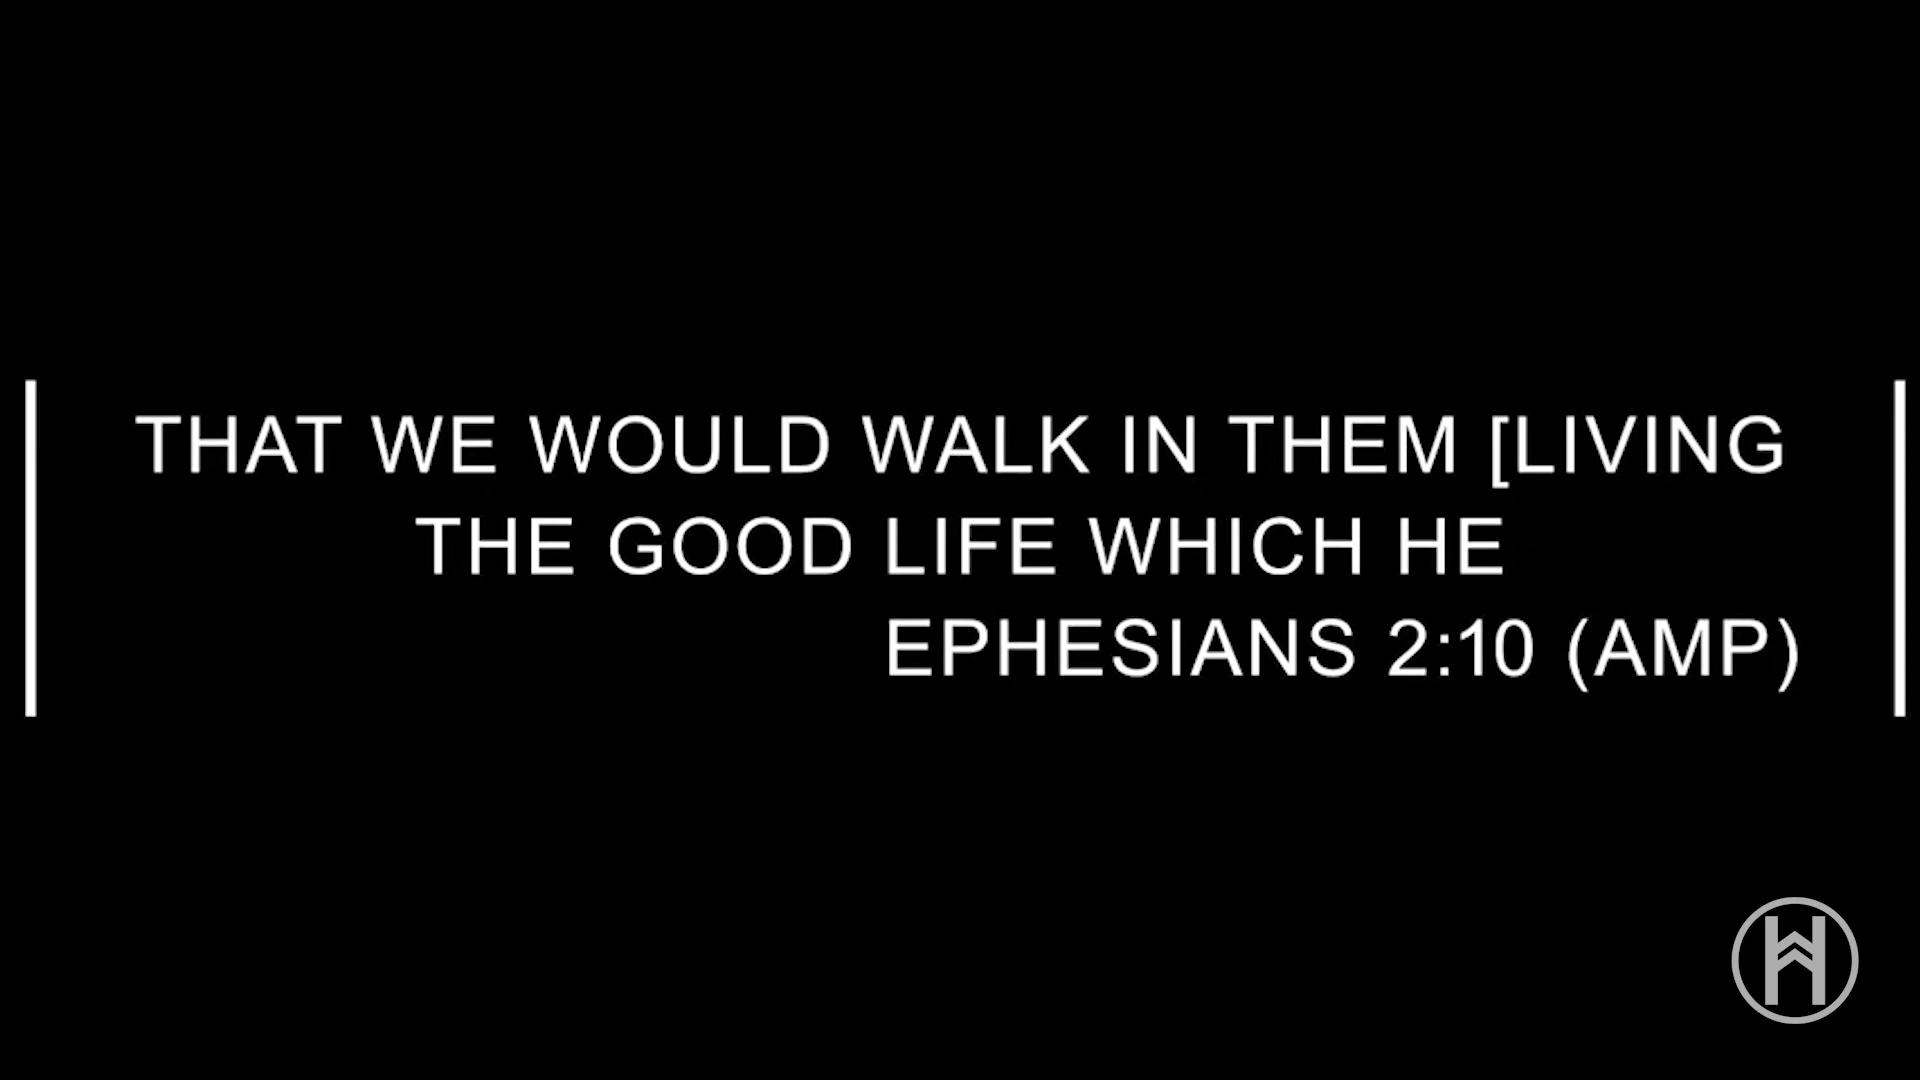 THAT WE WOULD WALK IN THEM [LIVING
THE GOOD LIFE WHICH HE
EPHESIANS 2:10 (AMP)